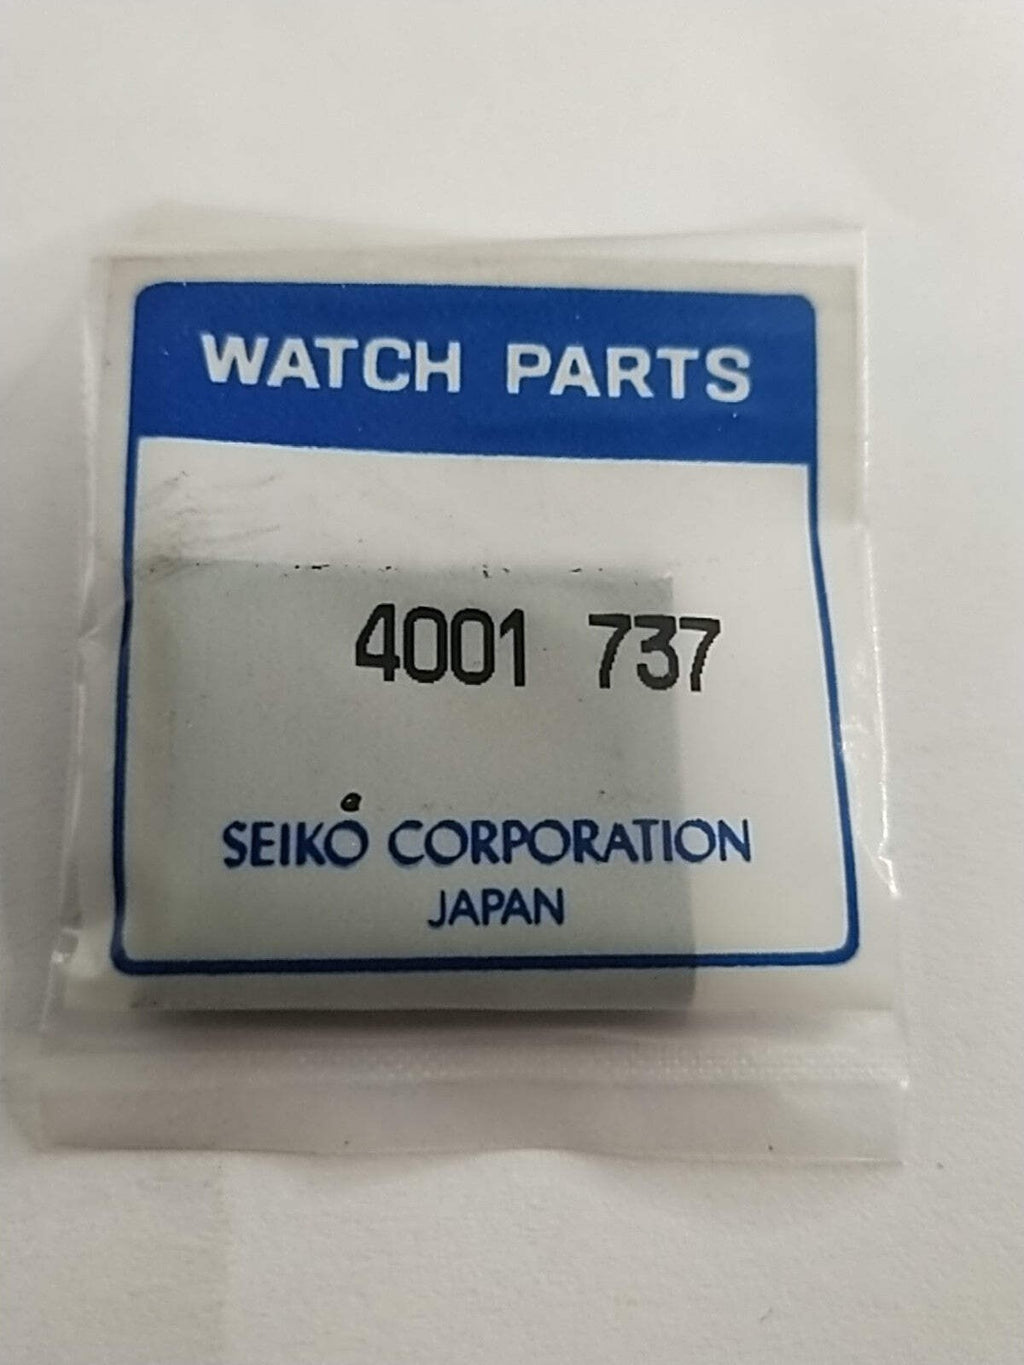 WATCH PARTS
4001 737
SEIKO CORPORATION
JAPAN